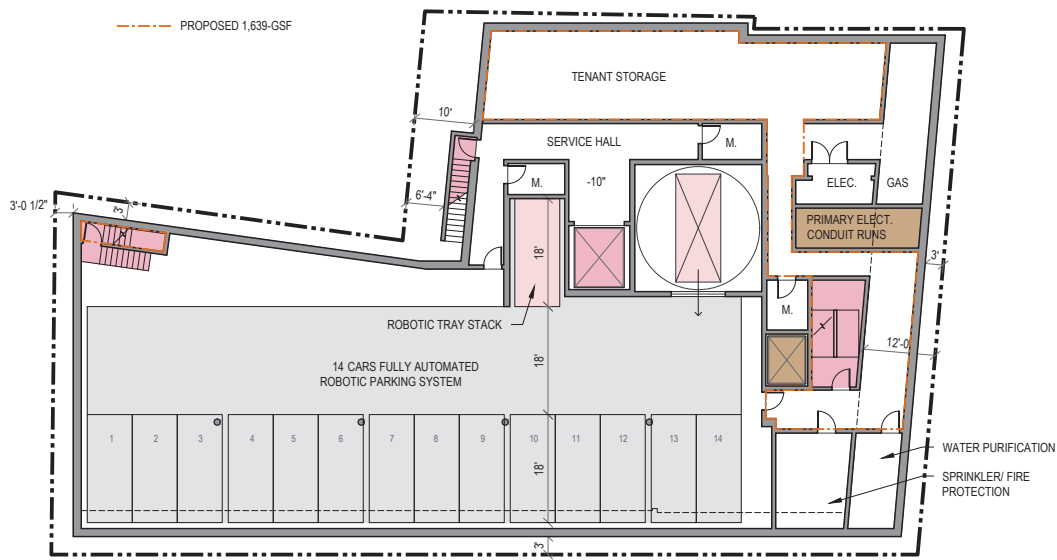 PROPOSED 1,639-GSF
TENANT STORAGE
10'
SERVICE HALL
M.
-10"
M.
ELEC.
GAS
6'-4"
3'-0 1/2"
3'
PRIMARY ELECT.
CONDUIT RUNS
18'
3'
M.
ROBOTIC TRAY STACK
12'-0
18'
14 CARS FULLY AUTOMATED
ROBOTIC PARKING SYSTEM
1 2 3 4 5 6 7 8 9 10 11 12 13 14
18'
WATER PURIFICATION
SPRINKLER/ FIRE
PROTECTION
3'